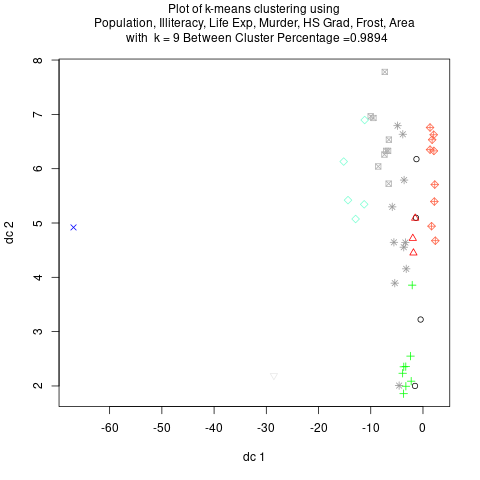 Plot of k-means clustering using
Population, Illiteracy, Life Exp, Murder, HS Grad, Frost, Area
with k = 9 Between Cluster Percentage =0.9894
8
7
6
5
4
3
2
dc 2
-60 -50 -40 -30 -20 -10 0
dc 1